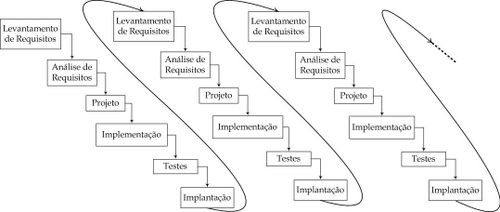 Levantamento
de Requisitos
Análise de
Requisitos
Projeto
Implementação
Testes
Implantação
Levantamento
de Requisitos
Análise de
Requisitos
Projeto
Implementação
Testes
Implantação
Levantamento
de Requisitos
Análise de
Requisitos
Projeto
Implementação
Testes
Implantação